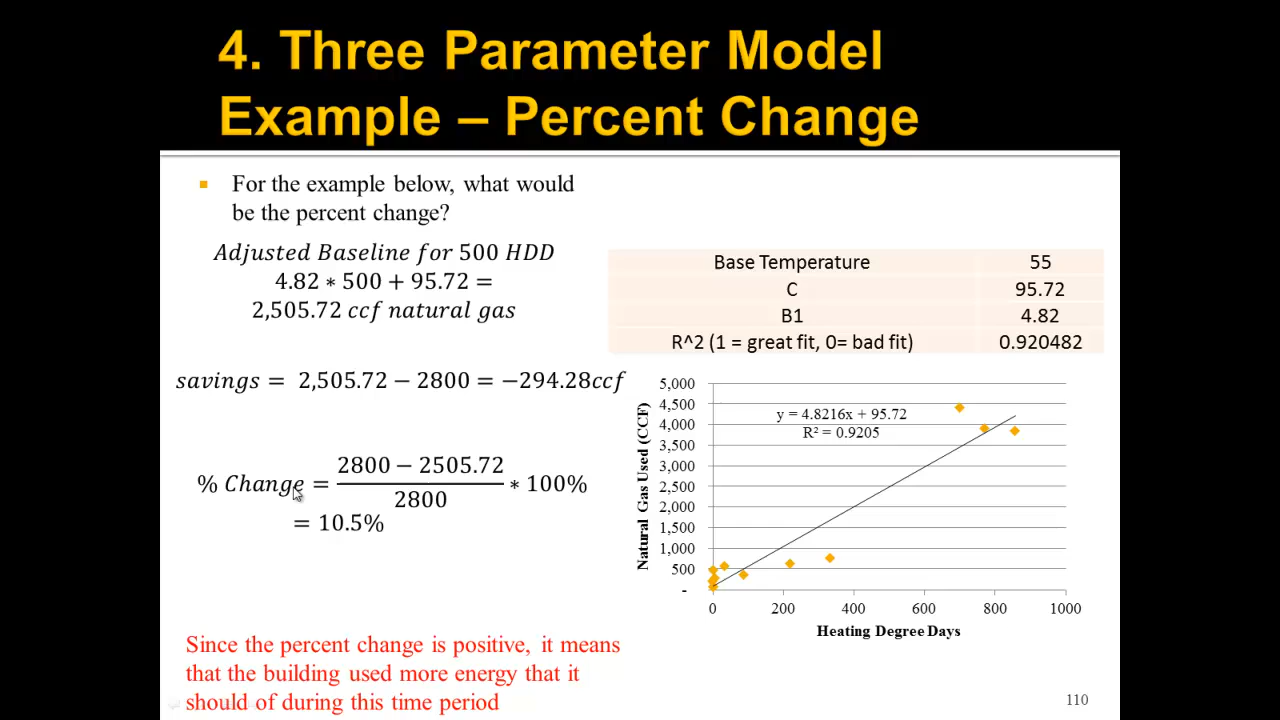 4. Three Parameter Model
Example – Percent Change
▪ For the example below, what would
be the percent change?
Adjusted Baseline for 500 HDD
4.82 ∗ 500 + 95.72 =
2,505.72 ccf natural gas
savings = 2,505.72 − 2800 = −294.28ccf
% Change = (2800 − 2505.72) / 2800 ∗ 100%
= 10.5%
Since the percent change is positive, it means
that the building used more energy that it
should of during this time period
Base Temperature 55
C 95.72
B1 4.82
R^2 (1 = great fit, 0= bad fit) 0.920482
Natural Gas Used (CCF)
5,000
4,500
4,000
3,500
3,000
2,500
2,000
1,500
1,000
500
-
y = 4.8216x + 95.72
R² = 0.9205
0 200 400 600 800 1000
Heating Degree Days
110